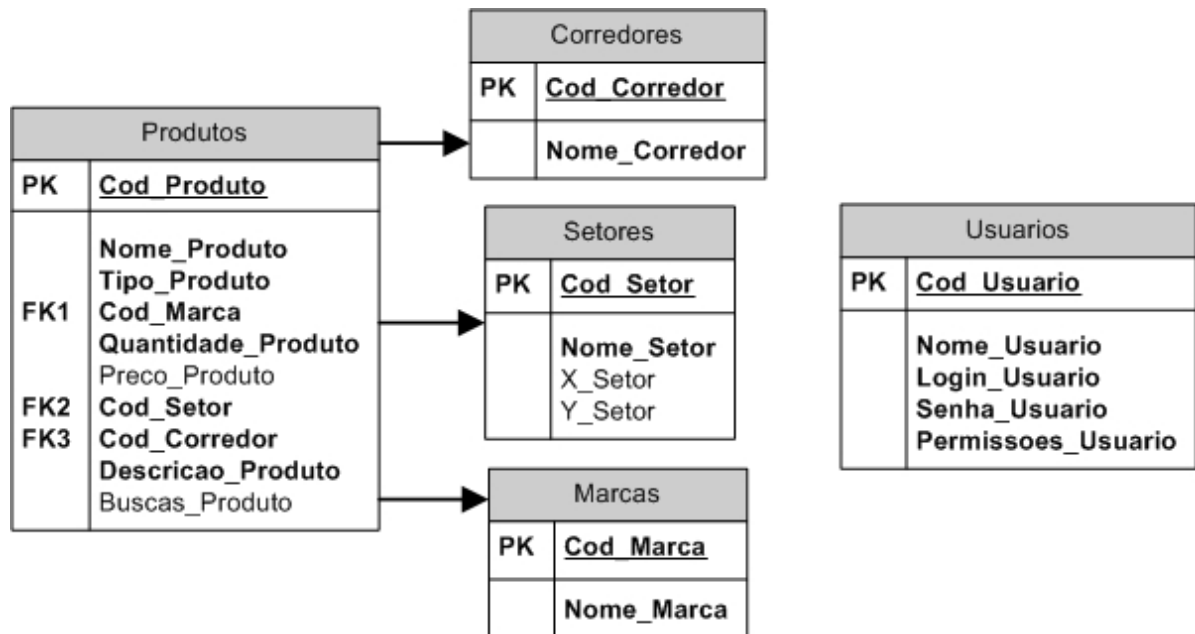 Corredores
PK Cod_Corredor
Nome_Corredor
Produtos
PK Cod_Produto
Nome_Produto
Tipo_Produto
FK1 Cod_Marca
Quantidade_Produto
Preco_Produto
FK2 Cod_Setor
FK3 Cod_Corredor
Descricao_Produto
Buscas_Produto
Setores
PK Cod_Setor
Nome_Setor
X_Setor
Y_Setor
Usuarios
PK Cod_Usuario
Nome_Usuario
Login_Usuario
Senha_Usuario
Permissoes_Usuario
Marcas
PK Cod_Marca
Nome_Marca